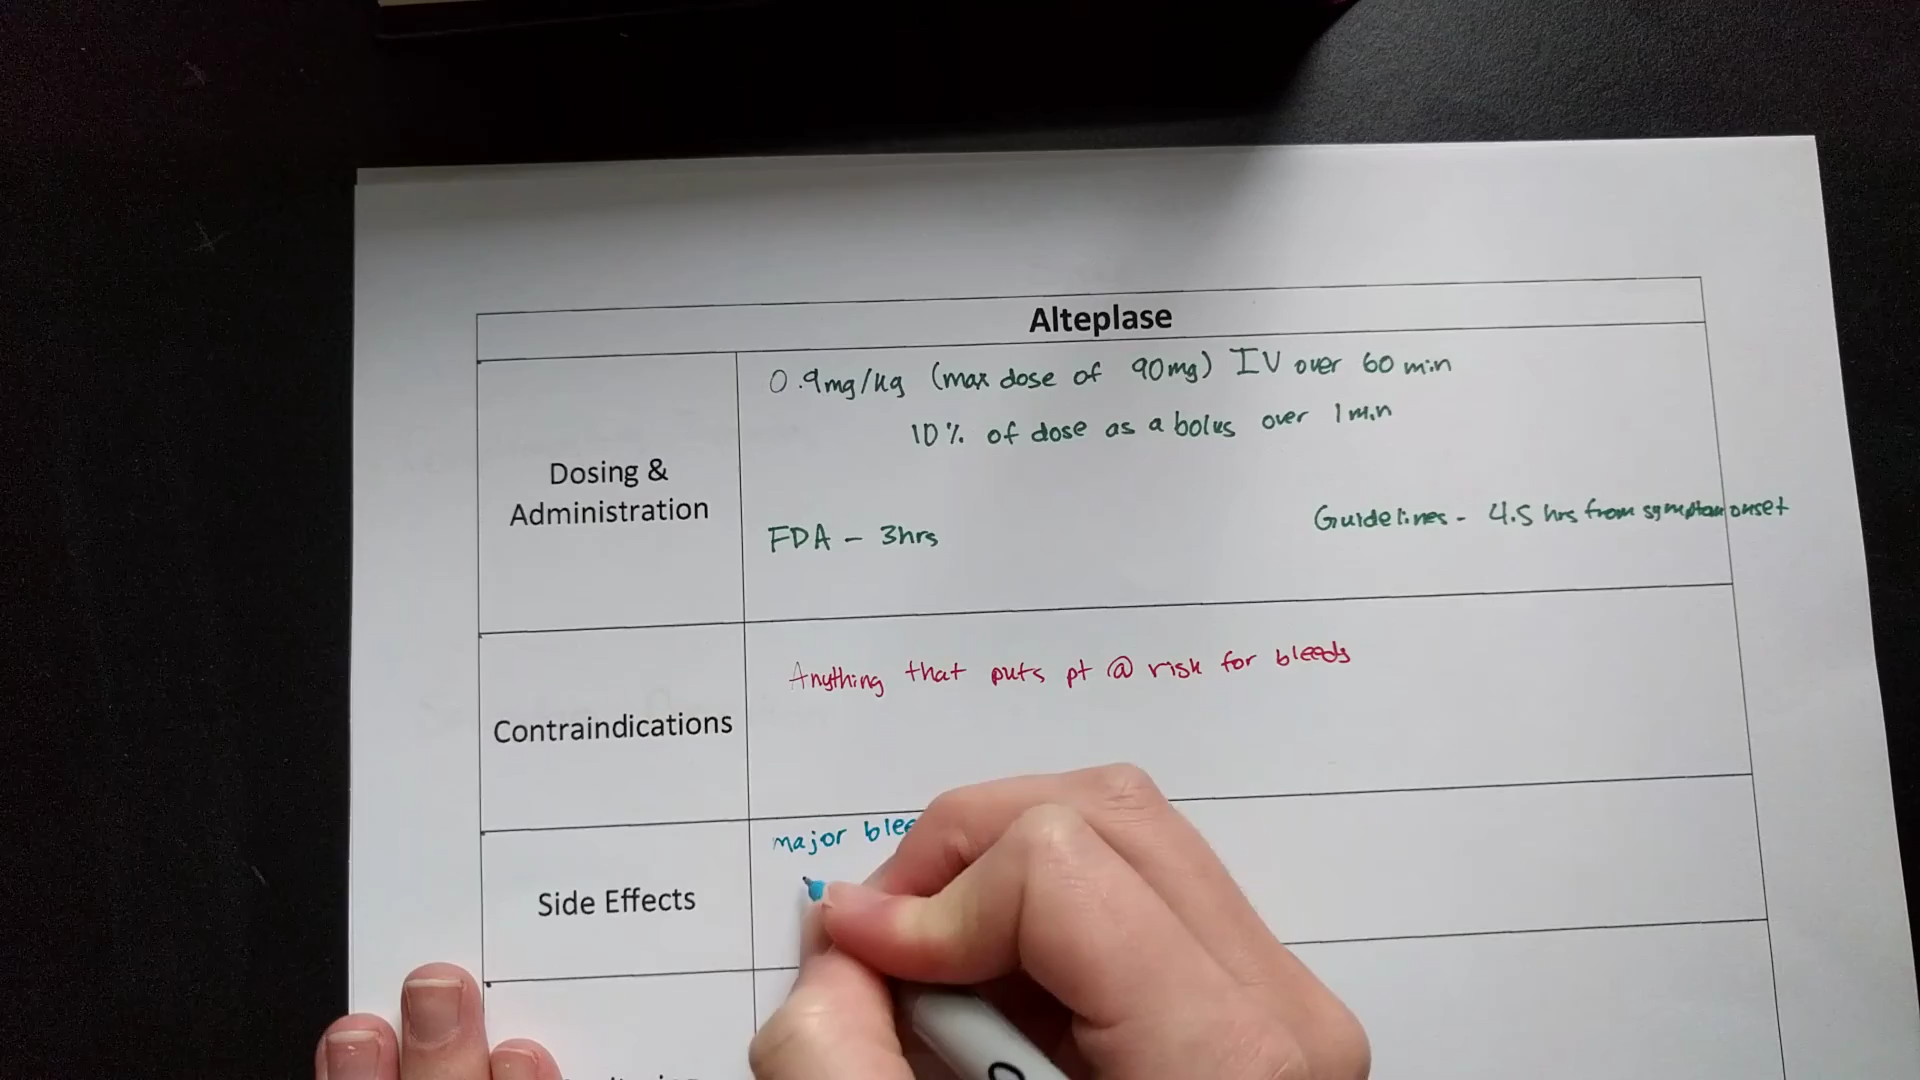 Alteplase
Dosing &
Administration
0.9mg/kg (max dose of 90mg) IV over 60 min
10% of dose as a bolus over 1min
FDA - 3hrs
Guidelines - 4.5 hrs from symptom onset
Contraindications
Anything that puts pt @ risk for bleeds
Side Effects
major